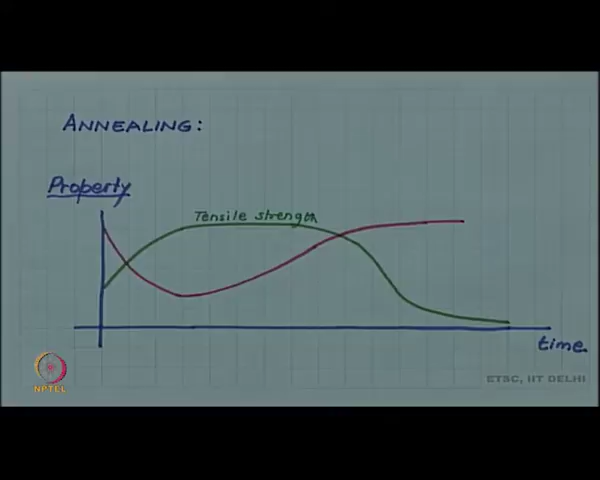 ANNEALING:
Property
Tensile strength
time
NPTEL
ETSC, IIT DELHI